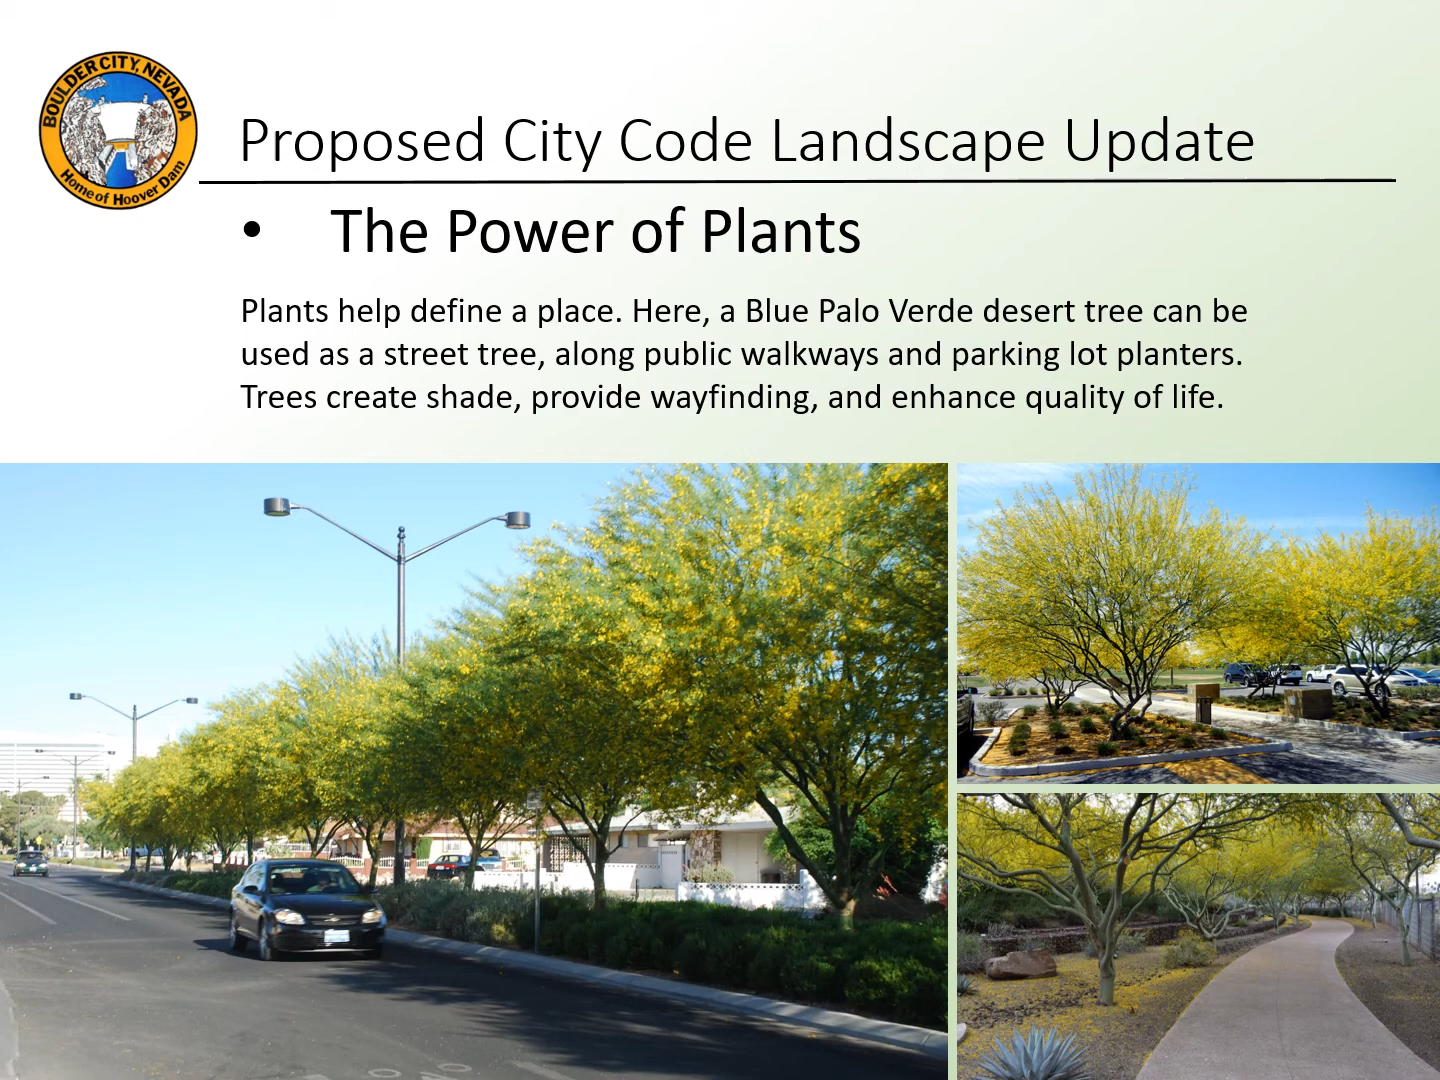 BOULDER CITY, NEVADA
Home of Hoover Dam
Proposed City Code Landscape Update
• The Power of Plants
Plants help define a place. Here, a Blue Palo Verde desert tree can be
used as a street tree, along public walkways and parking lot planters.
Trees create shade, provide wayfinding, and enhance quality of life.